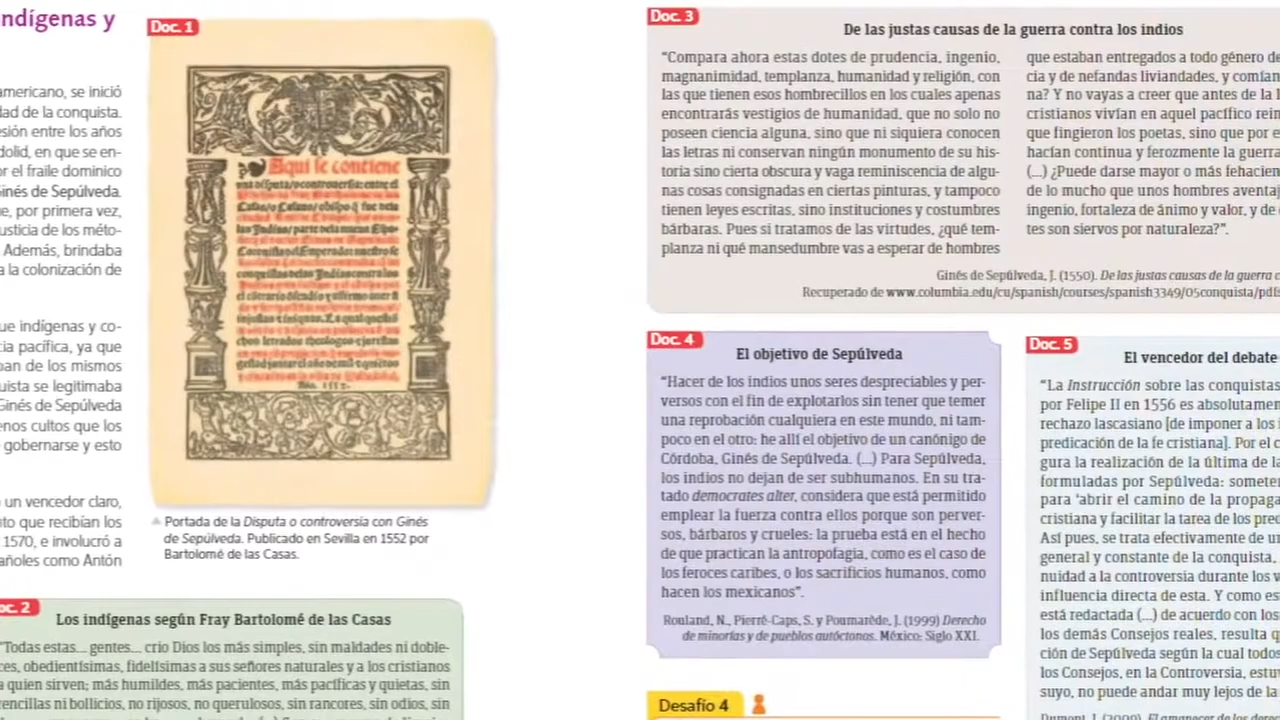 ndígenas y
americano, se inició
dad de la conquista.
esión entre los años
dolid, en que se en-
or el fraile dominico
Ginés de Sepúlveda.
e, por primera vez,
usticia de los méto-
Además, brindaba
a la colonización de
ue indígenas y co-
cia pacífica, ya que
ban de los mismos
uista se legitimaba
Ginés de Sepúlveda
enos cultos que los
gobernarse y esto
un vencedor claro,
to que recibían los
1570, e involucró a
añoles como Antón
Doc. 1
Aqui se contiene
Año. 1552.
Portada de la Disputa o controversia con Ginés
de Sepúlveda. Publicado en Sevilla en 1552 por
Bartolomé de las Casas.
oc. 2
Los indígenas según Fray Bartolomé de las Casas
"Todas estas... gentes... crio Dios los más simples, sin maldades ni doble-
ces, obedientísimas, fidelísimas a sus señores naturales y a los cristianos
a quien sirven; más humildes, más pacientes, más pacíficas y quietas, sin
rencillas ni bollicios, no rijosos, no querulosos, sin rancores, sin odios, sin
Doc. 3
De las justas causas de la guerra contra los indios
"Compara ahora estas dotes de prudencia, ingenio,
magnanimidad, templanza, humanidad y religión, con
las que tienen esos hombrecillos en los cuales apenas
encontrarás vestigios de humanidad, que no solo no
poseen ciencia alguna, sino que ni siquiera conocen
las letras ni conservan ningún monumento de su his-
toria sino cierta obscura y vaga reminiscencia de algu-
nas cosas consignadas en ciertas pinturas, y tampoco
tienen leyes escritas, sino instituciones y costumbres
bárbaras. Pues si tratamos de las virtudes, ¿qué tem-
planza ni qué mansedumbre vas a esperar de hombres
que estaban entregados a todo género de
cia y de nefandas liviandades, y comían
na? Y no vayas a creer que antes de la l
cristianos vivían en aquel pacífico rein
que fingieron los poetas, sino que por e
hacían continua y ferozmente la guerra
(...) ¿Puede darse mayor o más fehacien
de lo mucho que unos hombres aventa
ingenio, fortaleza de ánimo y valor, y de
tes son siervos por naturaleza?".
Ginés de Sepúlveda, J. (1550). De las justas causas de la guerra c
Recuperado de www.columbia.edu/cu/spanish/courses/spanish3349/05conquista/pdfs
Doc. 4
El objetivo de Sepúlveda
"Hacer de los indios unos seres despreciables y per-
versos con el fin de explotarlos sin tener que temer
una reprobación cualquiera en este mundo, ni tam-
poco en el otro: he allí el objetivo de un canónigo de
Córdoba, Ginés de Sepúlveda. (...) Para Sepúlveda,
los indios no dejan de ser subhumanos. En su tra-
tado democrates alter, considera que está permitido
emplear la fuerza contra ellos porque son perver-
sos, bárbaros y crueles: la prueba está en el hecho
de que practican la antropofagia, como es el caso de
los feroces caribes, o los sacrificios humanos, como
hacen los mexicanos".
Rouland, N., Pierré-Caps, S. y Poumarède, J. (1999) Derecho
de minorías y de pueblos autóctonos. México: Siglo XXI.
Doc. 5
El vencedor del debate
"La Instrucción sobre las conquistas
por Felipe II en 1556 es absolutamen
rechazo lascasiano [de imponer a los i
predicación de la fe cristiana]. Por el c
gura la realización de la última de la
formuladas por Sepúlveda: someter
para 'abrir el camino de la propaga
cristiana y facilitar la tarea de los pred
Así pues, se trata efectivamente de un
general y constante de la conquista,
nuidad a la controversia durante los v
influencia directa de esta. Y como es
está redactada (...) de acuerdo con los
los demás Consejos reales, resulta q
ción de Sepúlveda según la cual todos
los Consejos, en la Controversia, estuv
suyo, no puede andar muy lejos de la
Dumont, J. (2009). El amanecer de los derec
Desafío 4